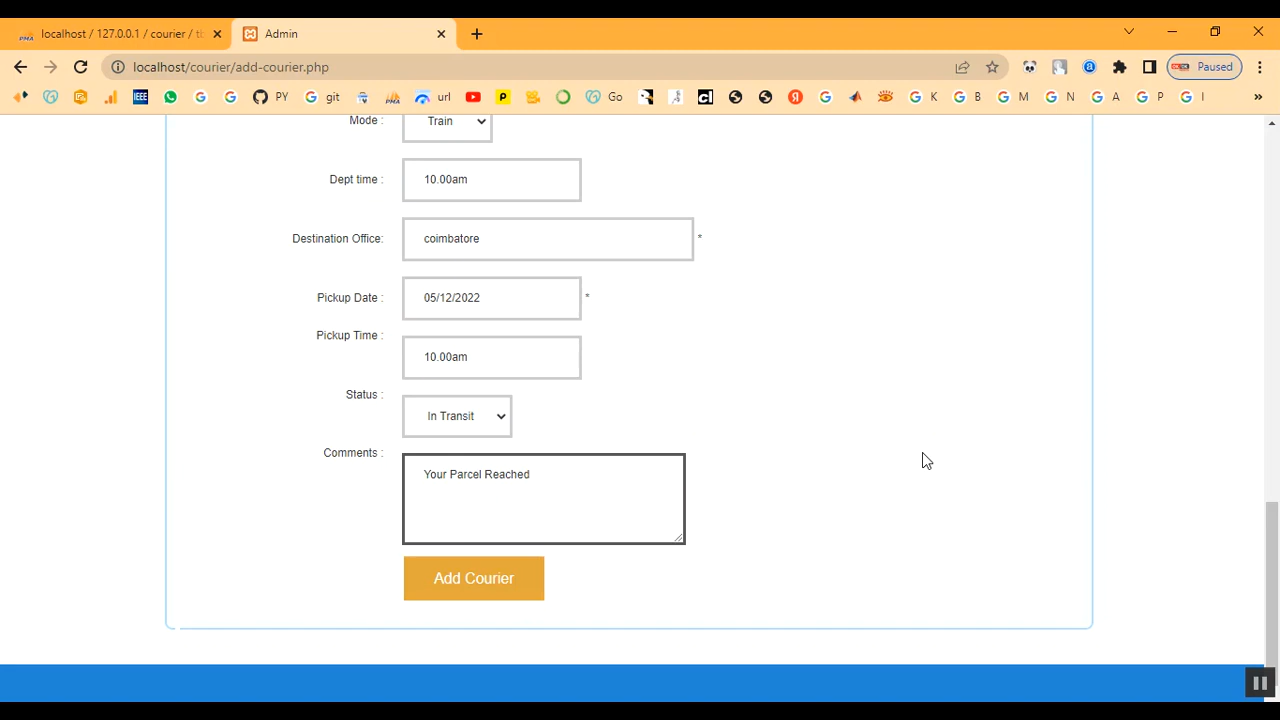 localhost / 127.0.0.1 / courier / tb
Admin
localhost/courier/add-courier.php
Paused
IEEE
PY
git
url
Go
K
B
M
N
A
P
I
Mode :
Train
Dept time :
10.00am
Destination Office:
coimbatore
*
Pickup Date :
05/12/2022
*
Pickup Time :
10.00am
Status :
In Transit
Comments :
Your Parcel Reached
Add Courier